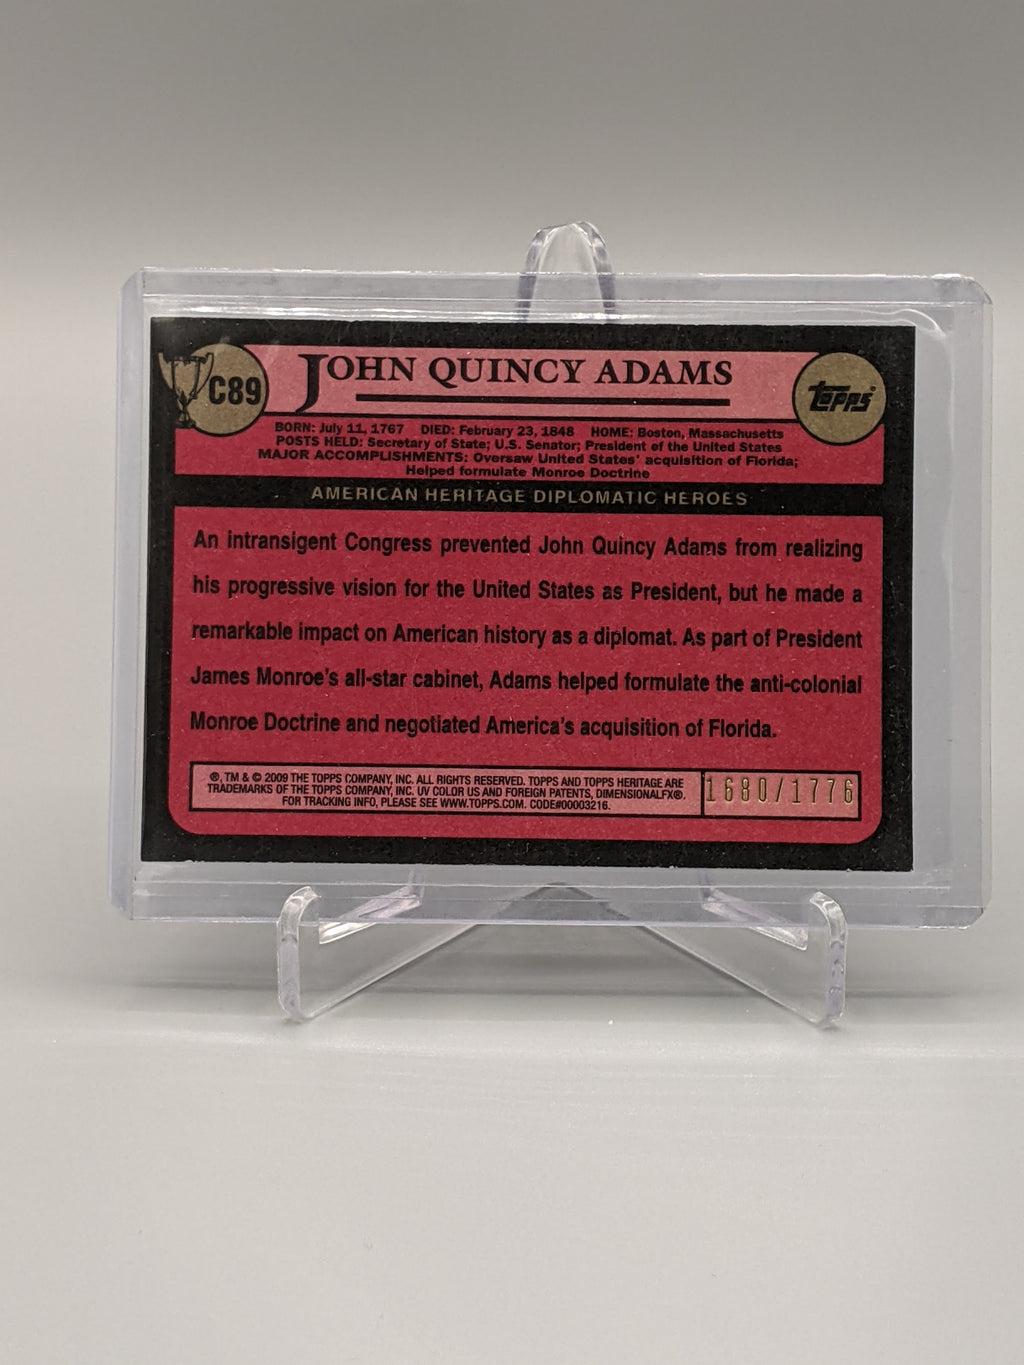 C89
JOHN QUINCY ADAMS
Topps®
BORN: July 11, 1767 DIED: February 23, 1848 HOME: Boston, Massachusetts
POSTS HELD: Secretary of State; U.S. Senator; President of the United States
MAJOR ACCOMPLISHMENTS: Oversaw United States' acquisition of Florida;
Helped formulate Monroe Doctrine
AMERICAN HERITAGE DIPLOMATIC HEROES
An intransigent Congress prevented John Quincy Adams from realizing
his progressive vision for the United States as President, but he made a
remarkable impact on American history as a diplomat. As part of President
James Monroe's all-star cabinet, Adams helped formulate the anti-colonial
Monroe Doctrine and negotiated America's acquisition of Florida.
®, TM & © 2009 THE TOPPS COMPANY, INC. ALL RIGHTS RESERVED. TOPPS AND TOPPS HERITAGE ARE
TRADEMARKS OF THE TOPPS COMPANY, INC. UV COLOR US AND FOREIGN PATENTS, DIMENSIONALFX®.
FOR TRACKING INFO, PLEASE SEE WWW.TOPPS.COM. CODE#00003216.
1680/1776